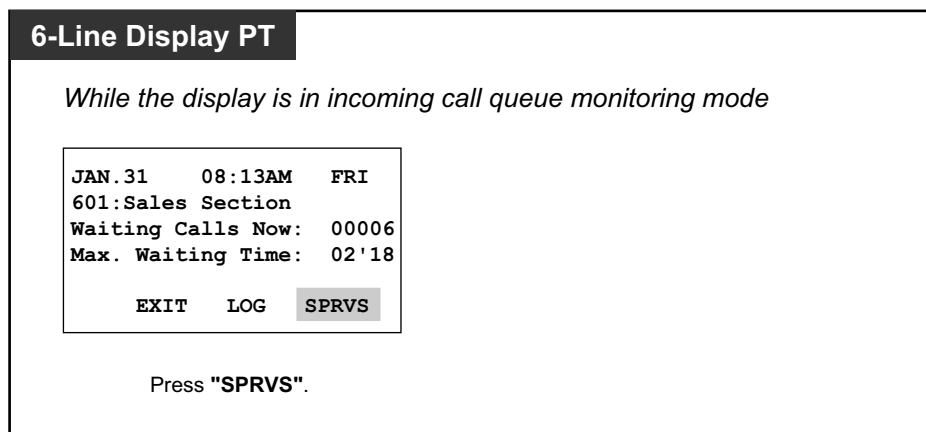 6-Line Display PT
While the display is in incoming call queue monitoring mode
JAN.31 08:13AM FRI
601:Sales Section
Waiting Calls Now: 00006
Max. Waiting Time: 02'18
EXIT LOG SPRVS
Press "SPRVS".